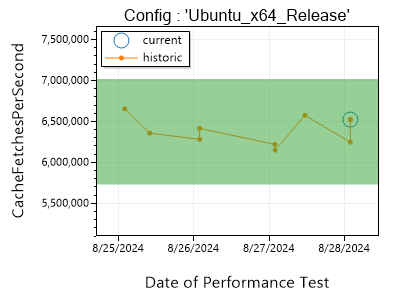 Config : 'Ubuntu_x64_Release'
current
historic
CacheFetchesPerSecond
7,500,000
7,000,000
6,500,000
6,000,000
5,500,000
8/25/2024
8/26/2024
8/27/2024
8/28/2024
Date of Performance Test